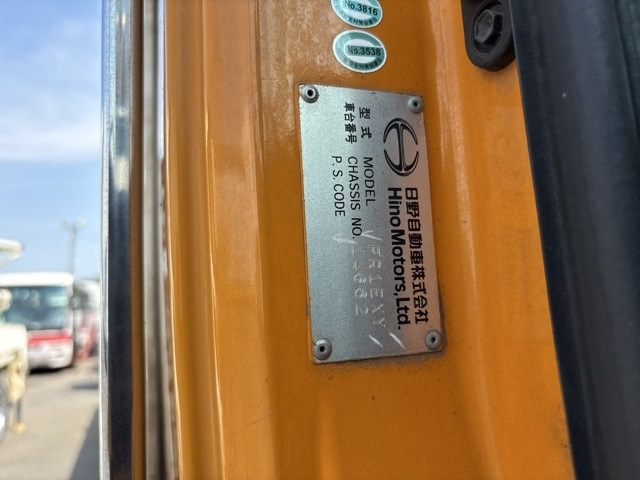 No.3816
No.3538
日野自動車株式会社
Hino Motors, Ltd.
型式 MODEL FR1EXY
車台番号 CHASSIS NO.
P. S. CODE